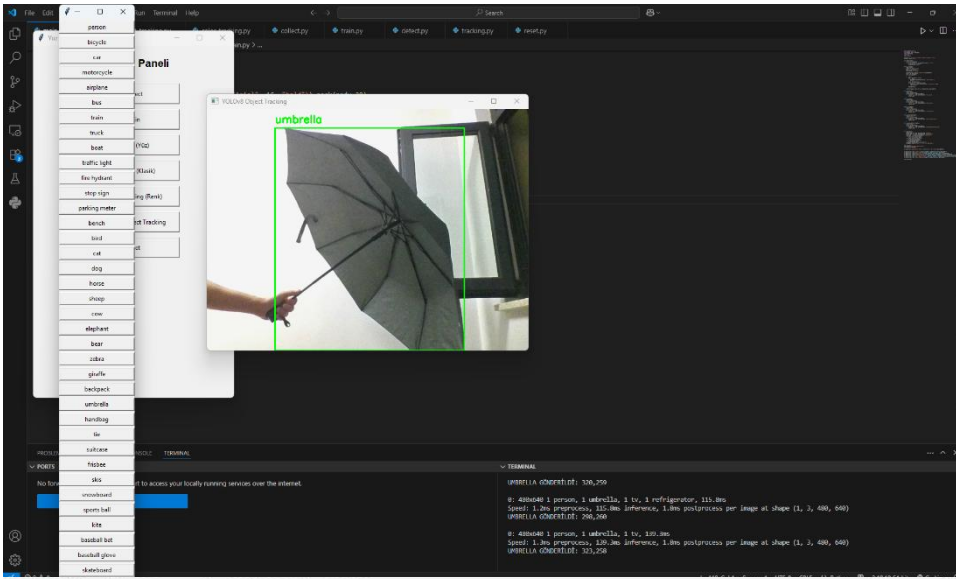 File Edit
Run Terminal Help
Search
collect.py
train.py
detect.py
tracking.py
reset.py
Paneli
(Yüz)
(Klasik)
ing (Renk)
ect Tracking
person
bicycle
car
motorcycle
airplane
bus
train
truck
boat
traffic light
fire hydrant
stop sign
parking meter
bench
bird
cat
dog
horse
sheep
cow
elephant
bear
zebra
giraffe
backpack
umbrella
handbag
tie
suitcase
frisbee
skis
snowboard
sports ball
kite
baseball bat
baseball glove
skateboard
YOLOv8 Object Tracking
umbrella
TERMINAL
PORTS
rt to access your locally running services over the internet.
TERMINAL
UMBRELLA GÖNDERİLDİ: 320,259
0: 480x640 1 person, 1 umbrella, 1 tv, 1 refrigerator, 115.8ms
Speed: 1.2ms preprocess, 115.8ms inference, 1.8ms postprocess per image at shape (1, 3, 480, 640)
UMBRELLA GÖNDERİLDİ: 298,260
0: 480x640 1 person, 1 umbrella, 1 tv, 139.3ms
Speed: 1.3ms preprocess, 139.3ms inference, 1.8ms postprocess per image at shape (1, 3, 480, 640)
UMBRELLA GÖNDERİLDİ: 323,258